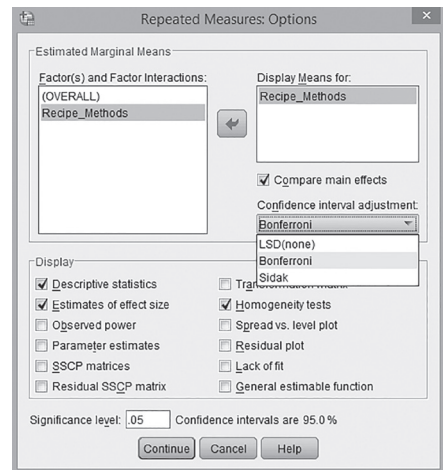 Repeated Measures: Options
Estimated Marginal Means
Factor(s) and Factor Interactions:
(OVERALL)
Recipe_Methods
Display Means for:
Recipe_Methods
Compare main effects
Confidence interval adjustment:
Bonferroni
LSD(none)
Bonferroni
Sidak
Display
Descriptive statistics
Estimates of effect size
Homogeneity tests
Observed power
Spread vs. level plot
Parameter estimates
Residual plot
SSCP matrices
Lack of fit
Residual SSCP matrix
General estimable function
Significance level: .05 Confidence intervals are 95.0 %
Continue Cancel Help